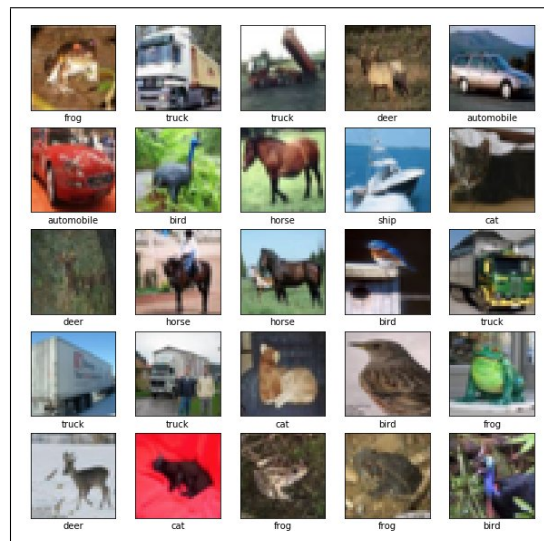 frog truck truck deer automobile
automobile bird horse ship cat
deer horse horse bird truck
truck truck cat bird frog
deer cat frog frog bird